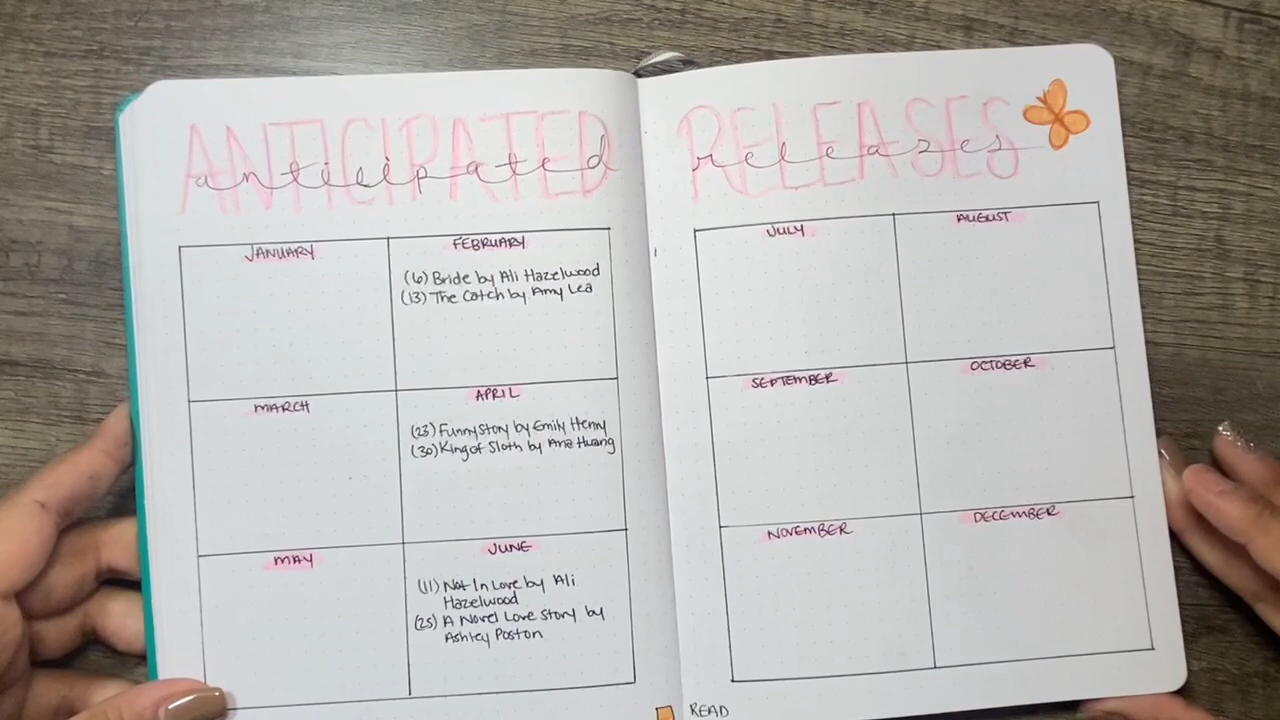 ANTICIPATED
anticipated
JANUARY
FEBRUARY
(6) Bride by Ali Hazelwood
(13) The Catch by Amy Lea
MARCH
APRIL
(23) Funny Story by Emily Henry
(30) King of Sloth by Ana Huang
MAY
JUNE
(11) Not In Love by Ali
Hazelwood
(25) A Novel Love Story by
Ashley Poston
RELEASES
releases
JULY
AUGUST
SEPTEMBER
OCTOBER
NOVEMBER
DECEMBER
READ